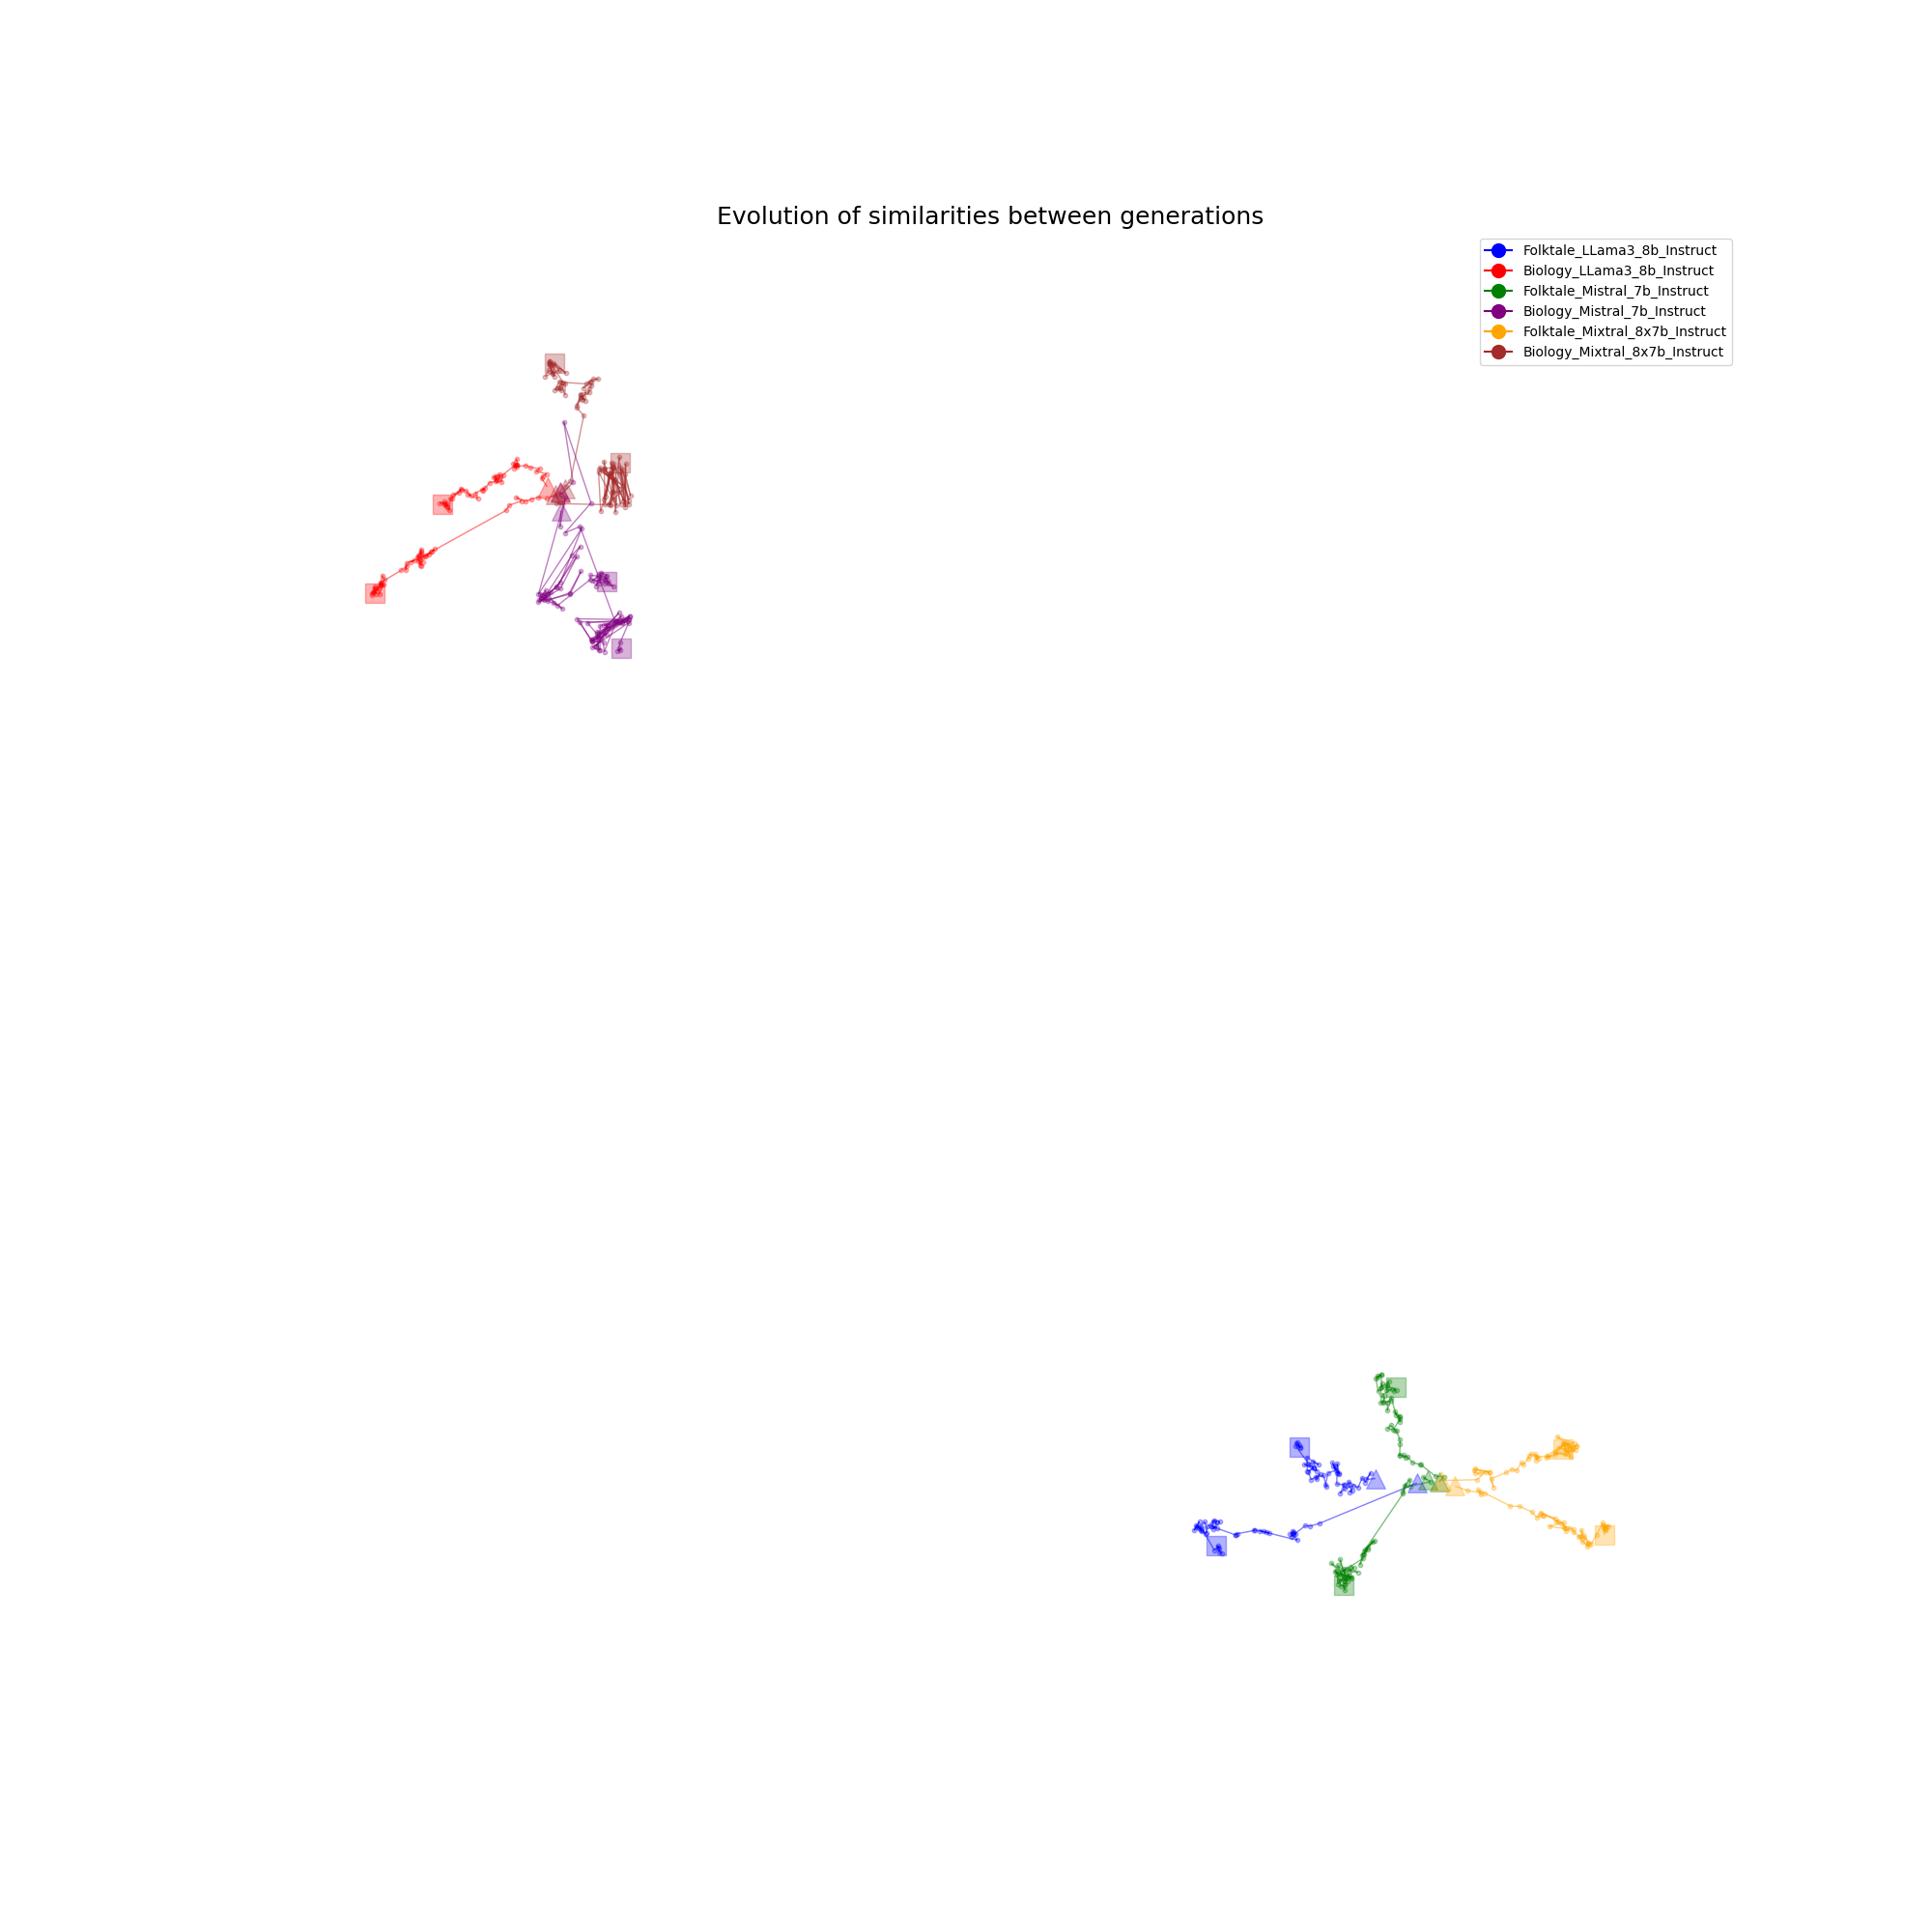 Evolution of similarities between generations
Folktale_LLama3_8b_Instruct
Biology_LLama3_8b_Instruct
Folktale_Mistral_7b_Instruct
Biology_Mistral_7b_Instruct
Folktale_Mixtral_8x7b_Instruct
Biology_Mixtral_8x7b_Instruct